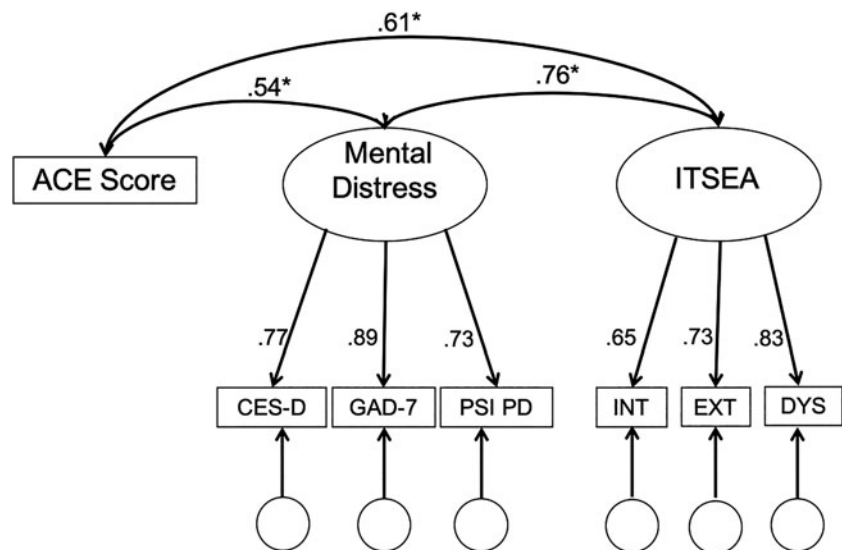 .61*
.54*
.76*
ACE Score
Mental
Distress
ITSEA
.77
.89
.73
.65
.73
.83
CES-D
GAD-7
PSI PD
INT
EXT
DYS